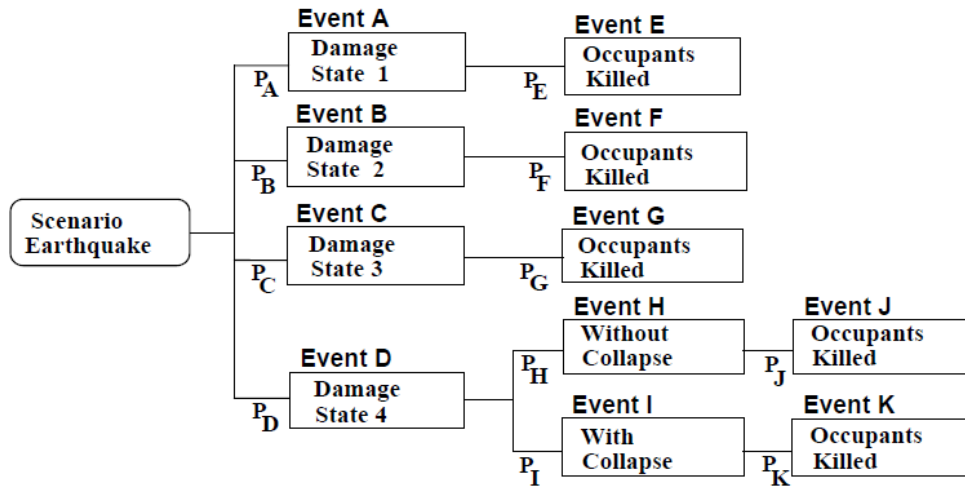 Event A
Damage
State 1
P_A
Event E
Occupants
Killed
P_E
Event B
Damage
State 2
P_B
Event F
Occupants
Killed
P_F
Scenario
Earthquake
Event C
Damage
State 3
P_C
Event G
Occupants
Killed
P_G
Event D
Damage
State 4
P_D
Event H
Without
Collapse
P_H
Event J
Occupants
Killed
P_J
Event I
With
Collapse
P_I
Event K
Occupants
Killed
P_K